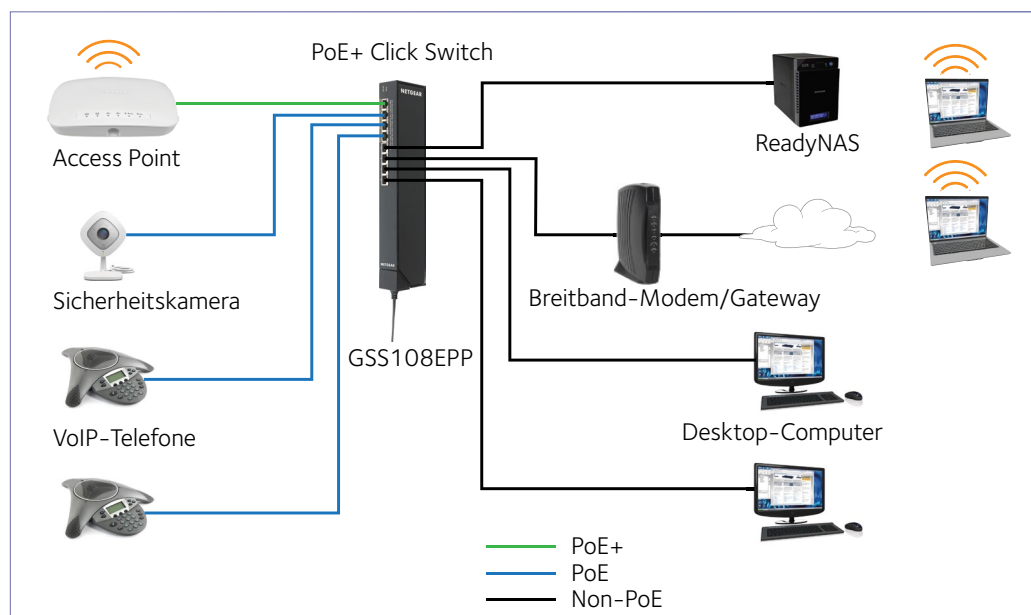 PoE+ Click Switch
NETGEAR
Access Point
ReadyNAS
Sicherheitskamera
NETGEAR
Breitband-Modem/Gateway
GSS108EPP
VoIP-Telefone
Desktop-Computer
PoE+
PoE
Non-PoE